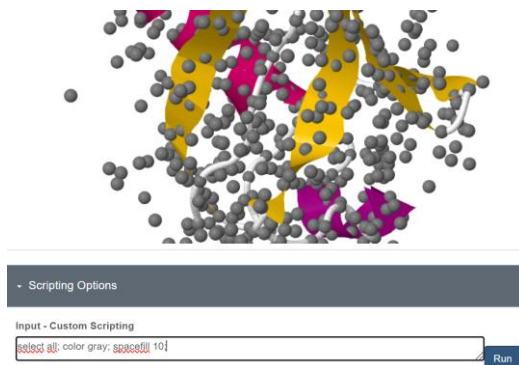 - Scripting Options
Input - Custom Scripting
select all; color gray; spacefill 10;
Run